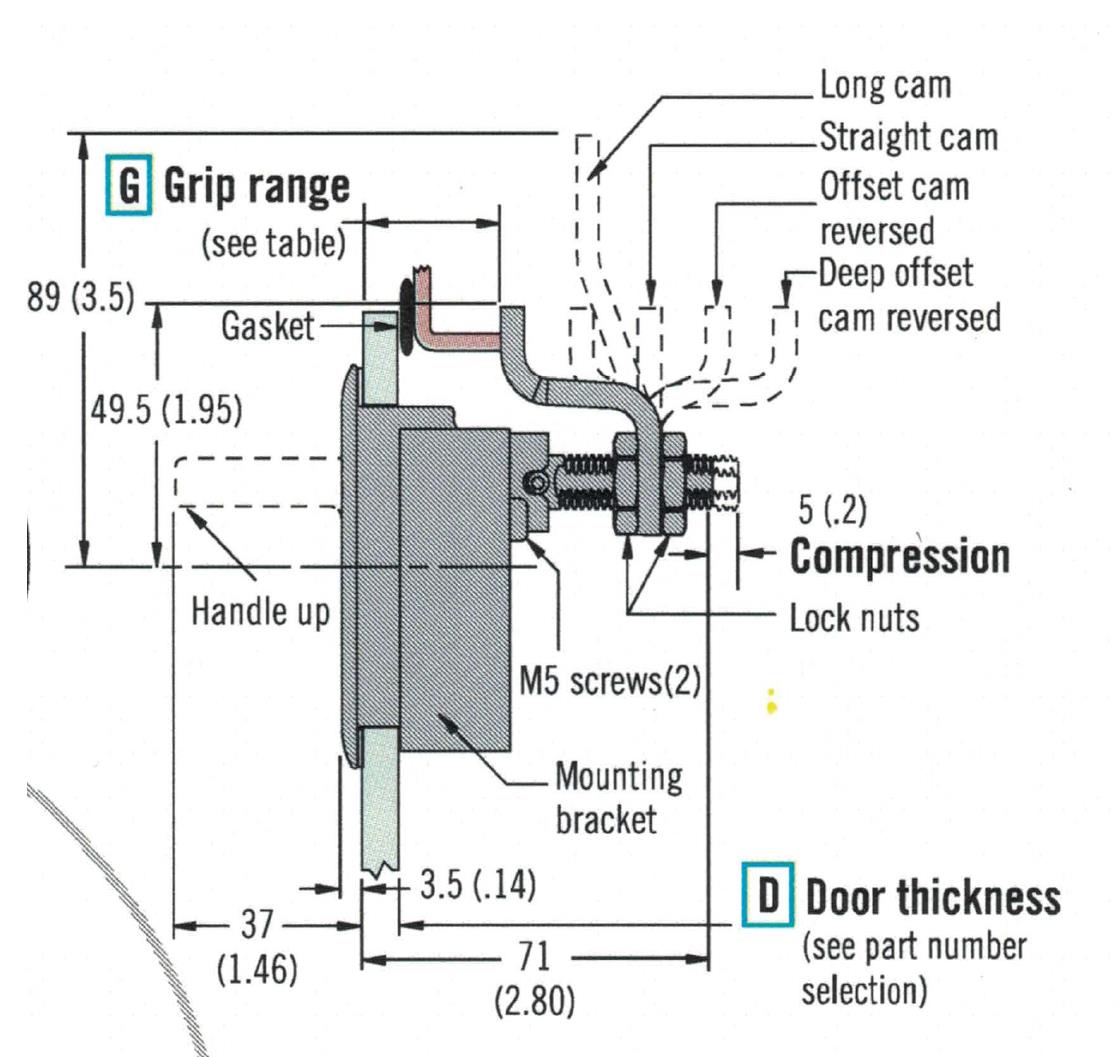 Long cam
Straight cam
G Grip range
(see table)
Offset cam
reversed
Deep offset
cam reversed
89 (3.5)
Gasket
49.5 (1.95)
5 (.2)
Compression
Handle up
Lock nuts
M5 screws(2)
Mounting
bracket
3.5 (.14)
D Door thickness
(see part number
selection)
37
(1.46)
71
(2.80)